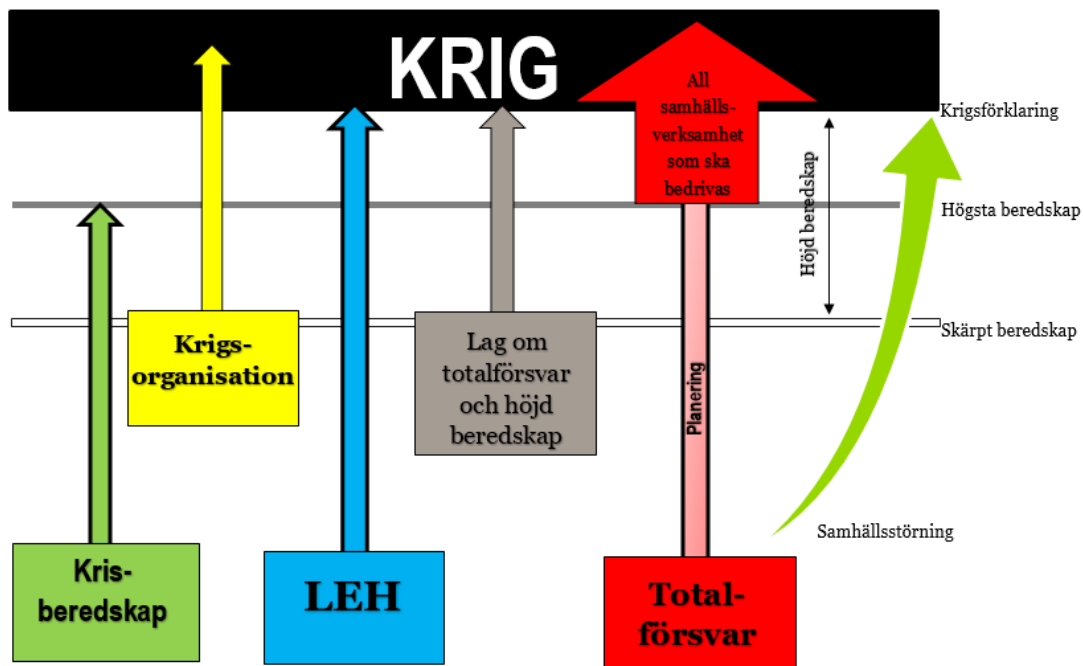 KRIG
All
samhälls-
verksamhet
som ska
bedrivas
Krigsförklaring
Höjd beredskap
Högsta beredskap
Skärpt beredskap
Krigs-
organisation
Lag om
totalförsvar
och höjd
beredskap
Planering
Samhällsstörning
Kris-
beredskap
LEH
Total-
försvar